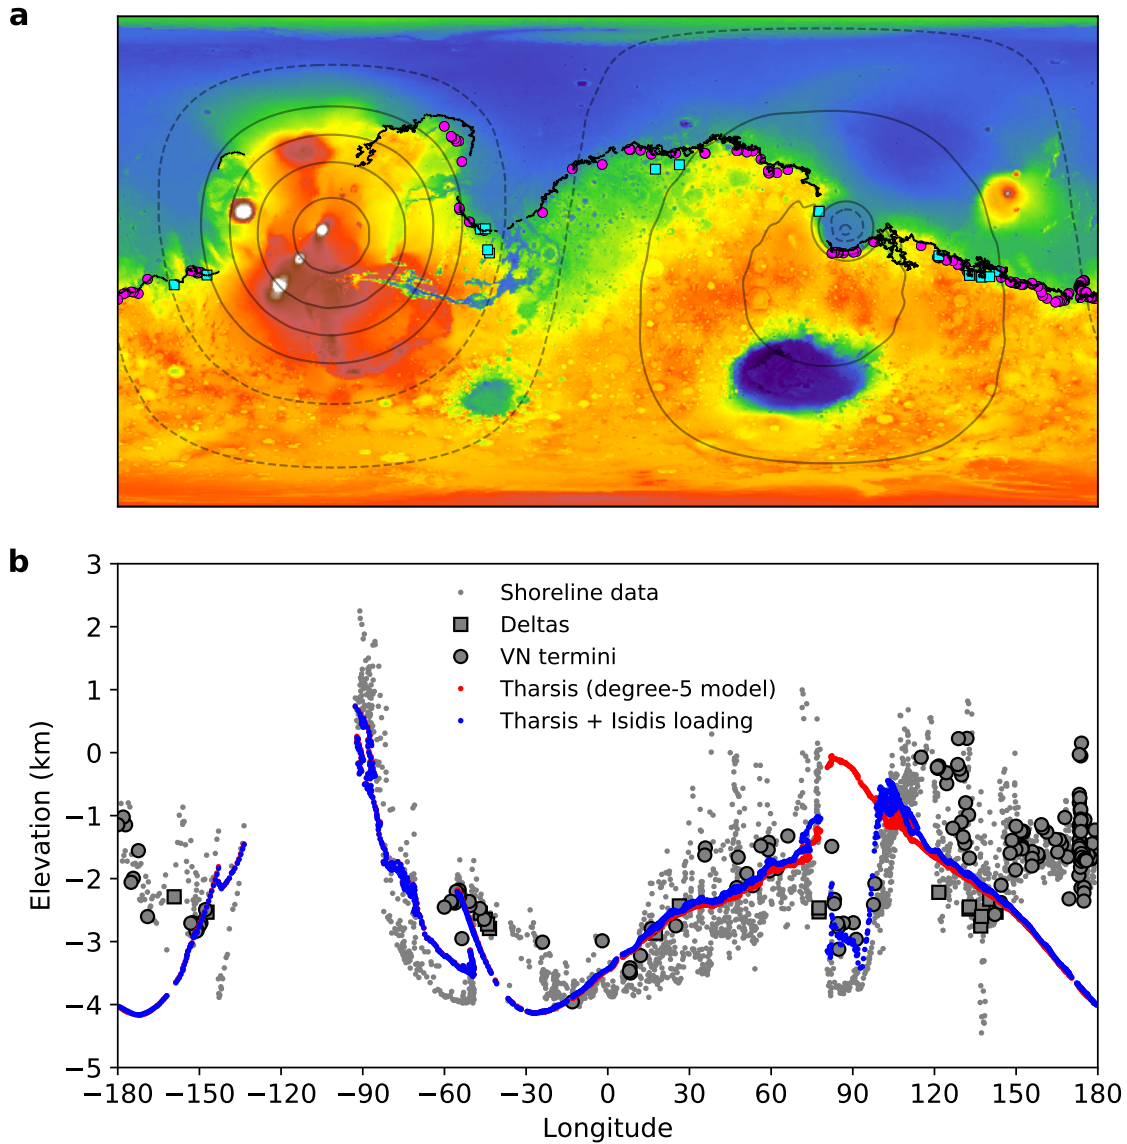 a
b
3
2
1
0
−1
−2
−3
−4
−5
Elevation (km)
Shoreline data
Deltas
VN termini
Tharsis (degree-5 model)
Tharsis + Isidis loading
−180 −150 −120 −90 −60 −30 0 30 60 90 120 150 180
Longitude